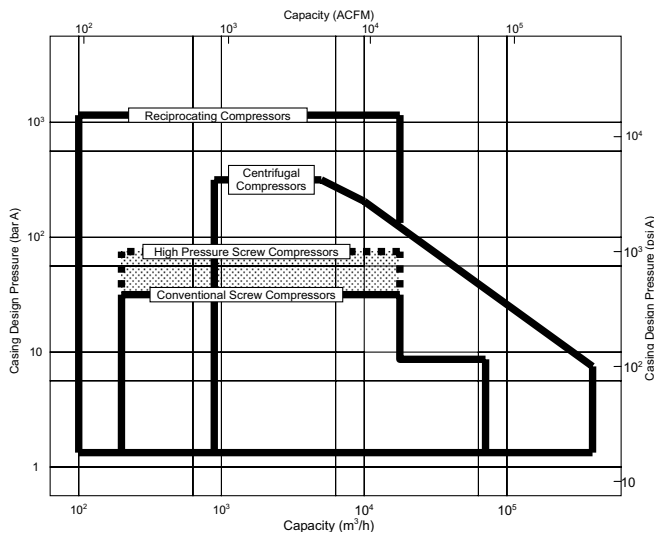 Capacity (ACFM)
10² 10³ 10⁴ 10⁵
Casing Design Pressure (bar A)
10³
10²
10
1
Reciprocating Compressors
Centrifugal
Compressors
High Pressure Screw Compressors
Conventional Screw Compressors
10⁴
10³
10²
10
Casing Design Pressure (psi A)
10² 10³ 10⁴ 10⁵
Capacity (m³/h)